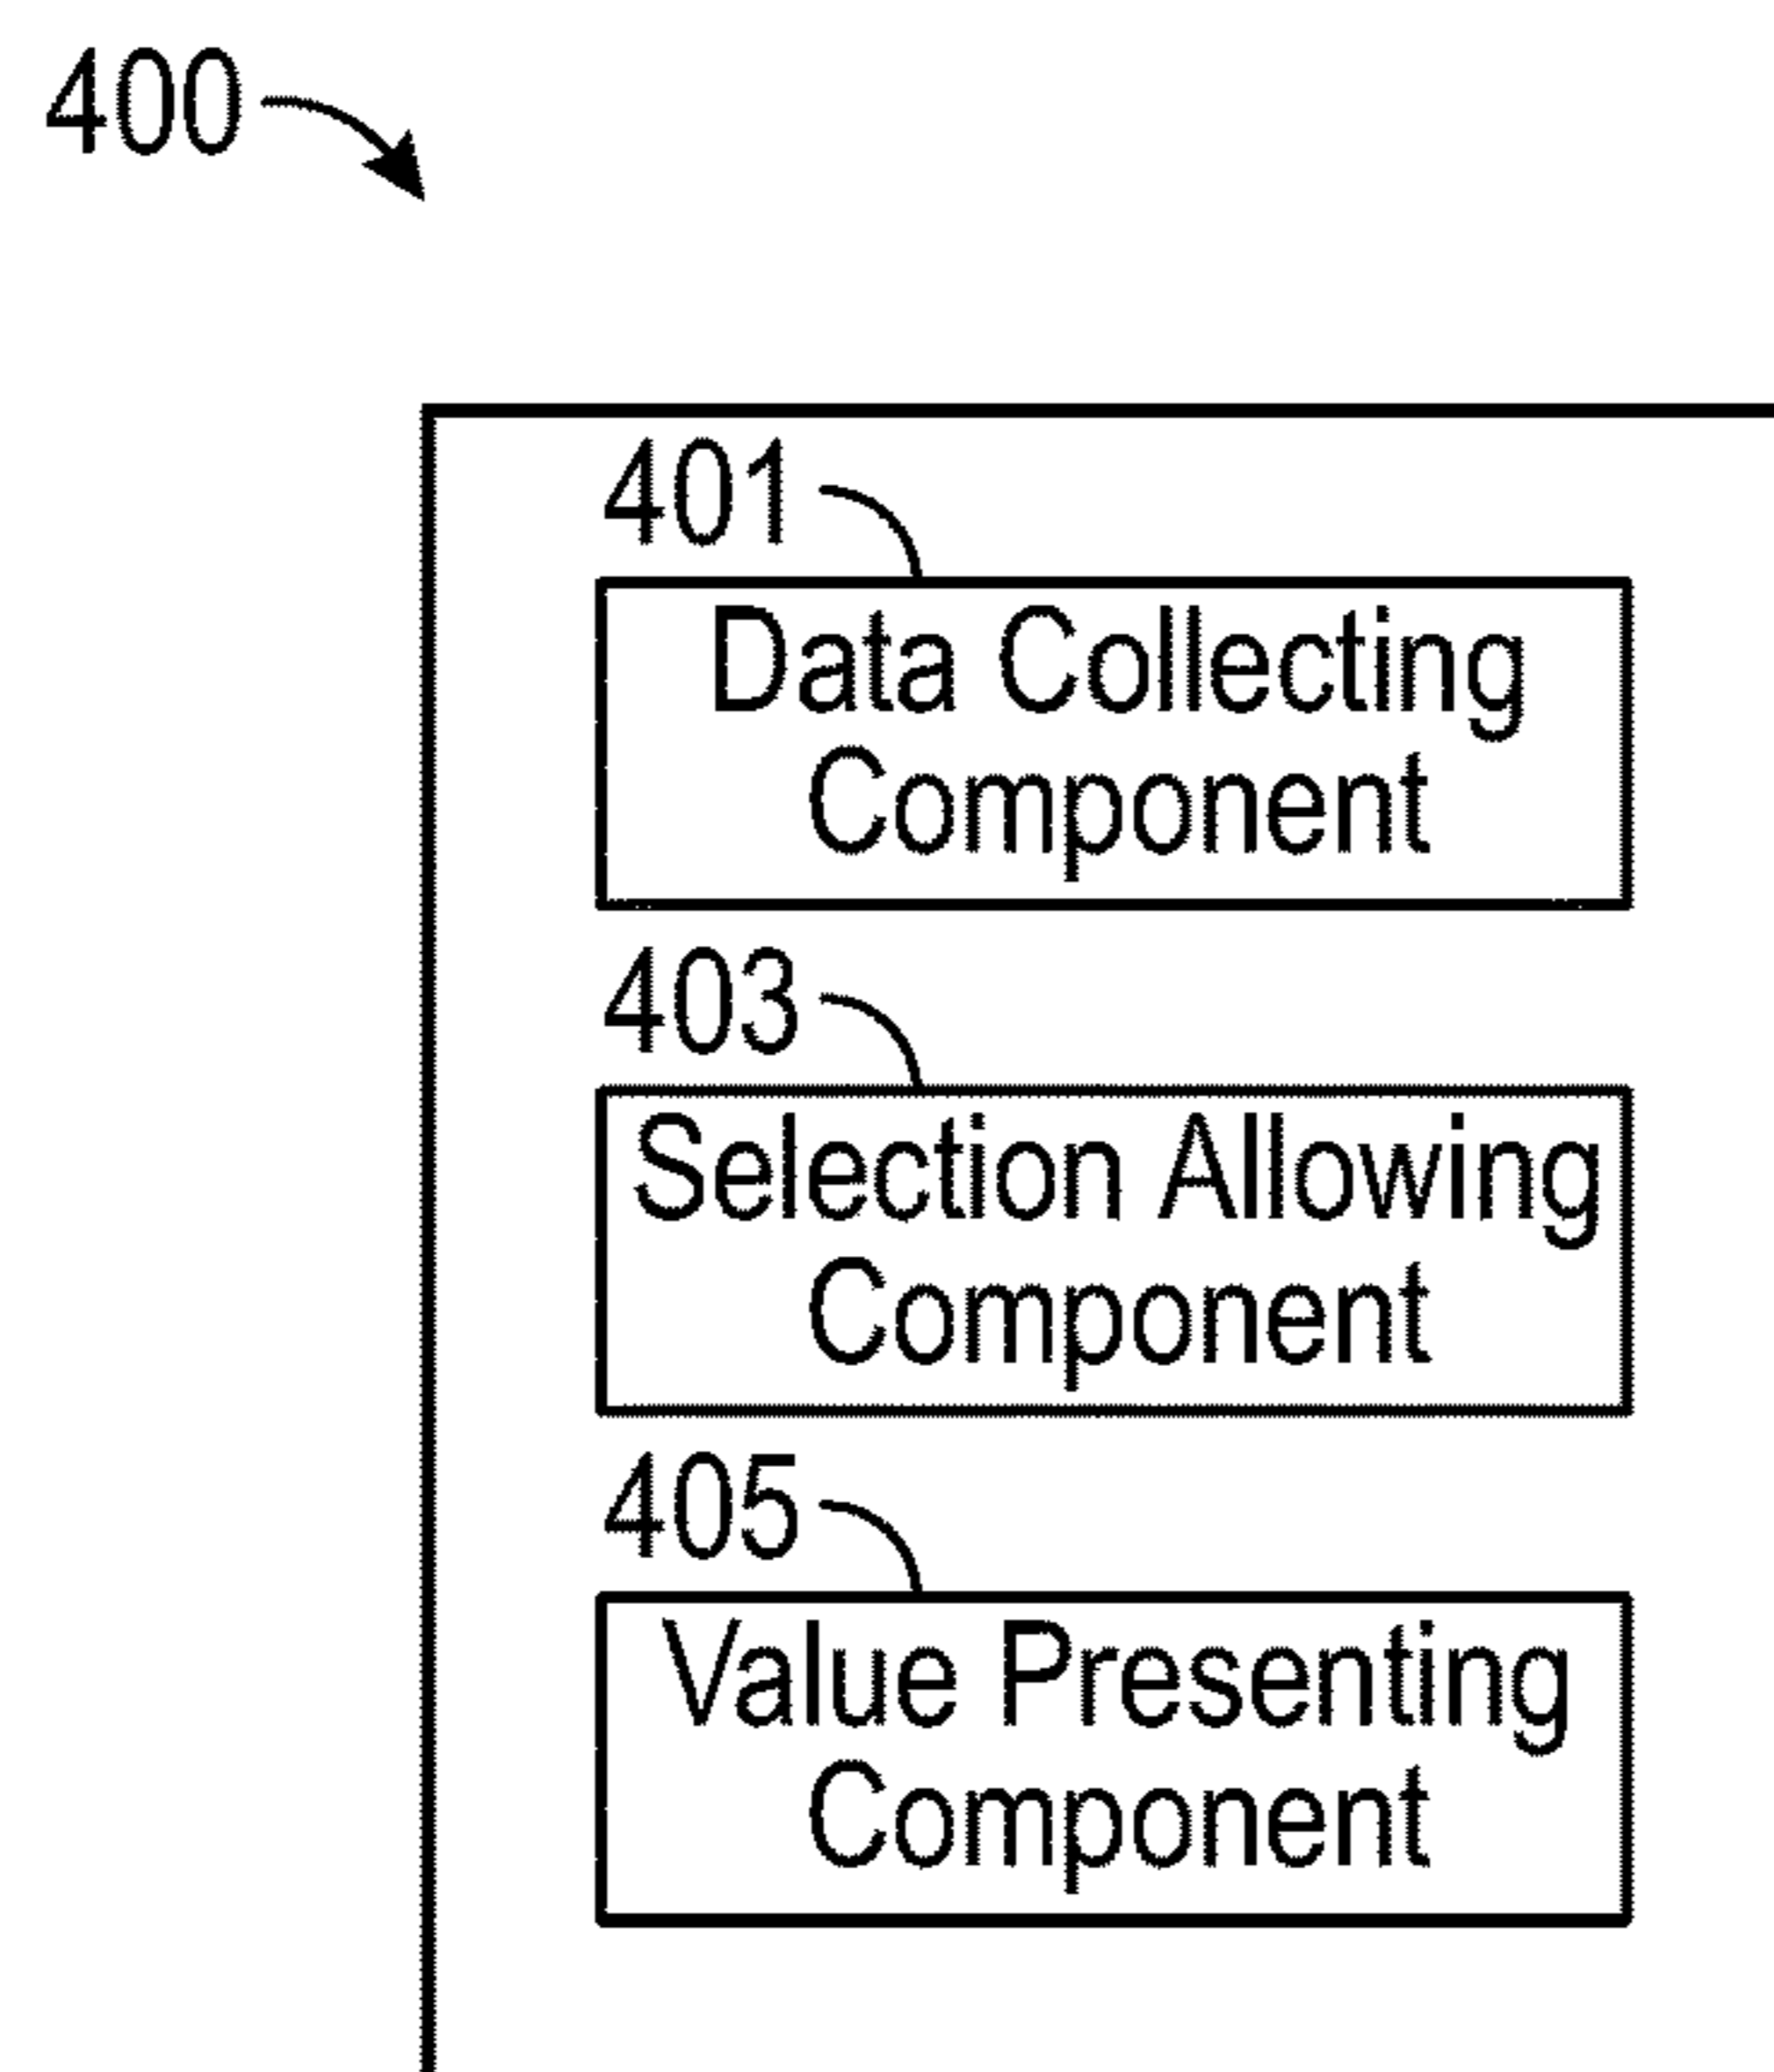 400
401
Data Collecting
Component
403
Selection Allowing
Component
405
Value Presenting
Component